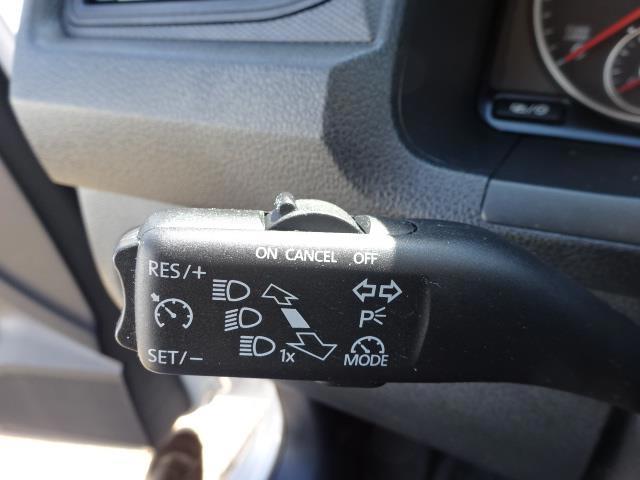 ON CANCEL OFF
RES/+
P
1x
SET/-
MODE